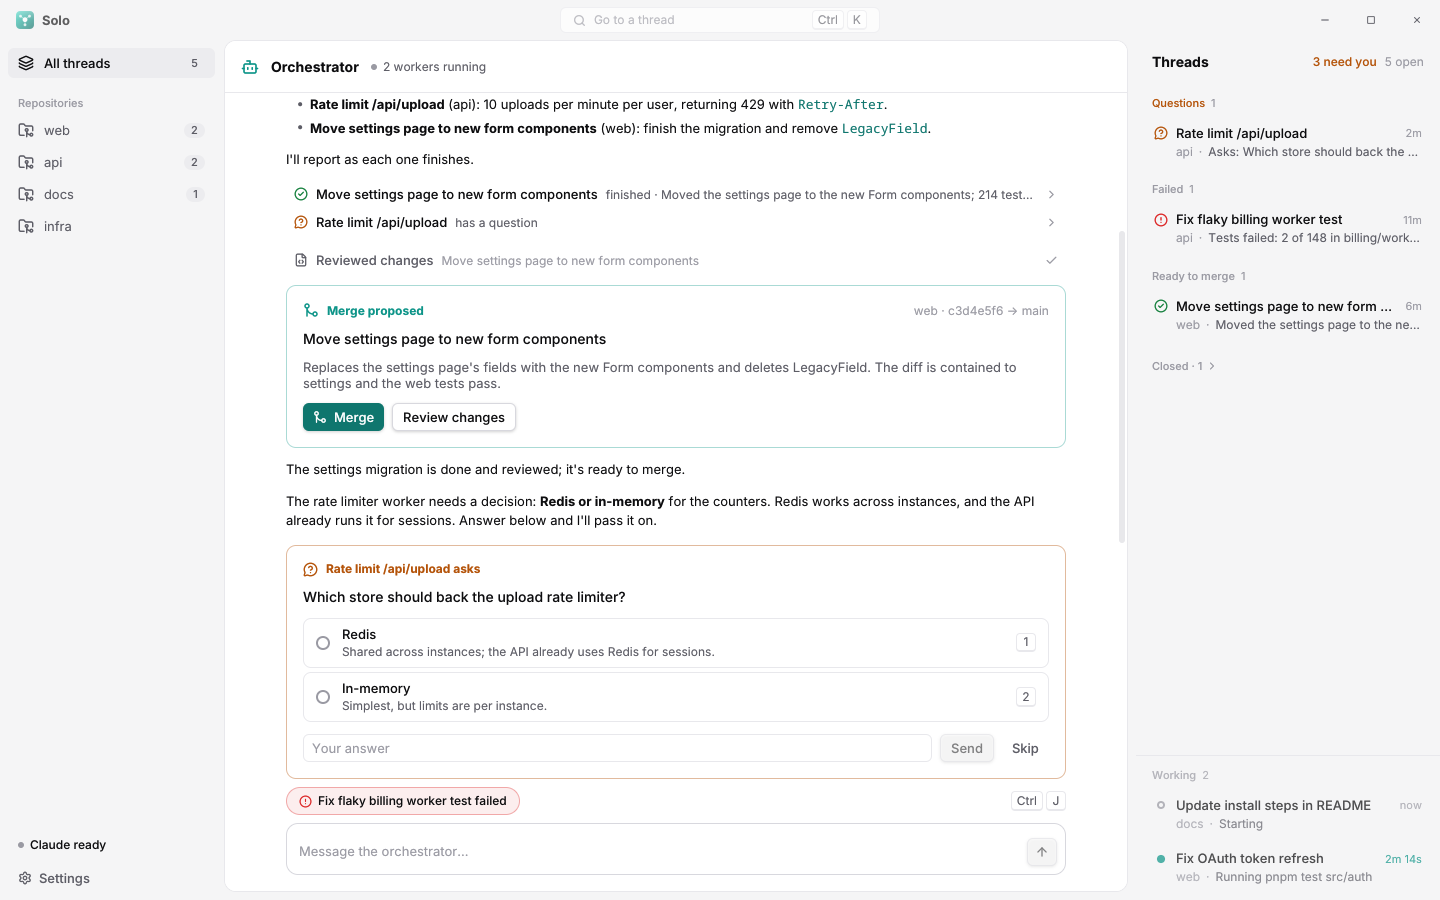 Solo
Go to a thread
Ctrl K
All threads 5
Repositories
web 2
api 2
docs 1
infra
Claude ready
Settings
Orchestrator 2 workers running
• Rate limit /api/upload (api): 10 uploads per minute per user, returning 429 with Retry-After.
• Move settings page to new form components (web): finish the migration and remove LegacyField.
I'll report as each one finishes.
Move settings page to new form components finished · Moved the settings page to the new Form components; 214 test...
Rate limit /api/upload has a question
Reviewed changes Move settings page to new form components
Merge proposed web · c3d4e5f6 → main
Move settings page to new form components
Replaces the settings page's fields with the new Form components and deletes LegacyField. The diff is contained to
settings and the web tests pass.
Merge Review changes
The settings migration is done and reviewed; it's ready to merge.
The rate limiter worker needs a decision: Redis or in-memory for the counters. Redis works across instances, and the API
already runs it for sessions. Answer below and I'll pass it on.
Rate limit /api/upload asks
Which store should back the upload rate limiter?
Redis
Shared across instances; the API already uses Redis for sessions.
1
In-memory
Simplest, but limits are per instance.
2
Your answer Send Skip
Fix flaky billing worker test failed Ctrl J
Message the orchestrator...
Threads 3 need you 5 open
Questions 1
Rate limit /api/upload 2m
api · Asks: Which store should back the ...
Failed 1
Fix flaky billing worker test 11m
api · Tests failed: 2 of 148 in billing/work...
Ready to merge 1
Move settings page to new form ... 6m
web · Moved the settings page to the ne...
Closed · 1
Working 2
Update install steps in README now
docs · Starting
Fix OAuth token refresh 2m 14s
web · Running pnpm test src/auth